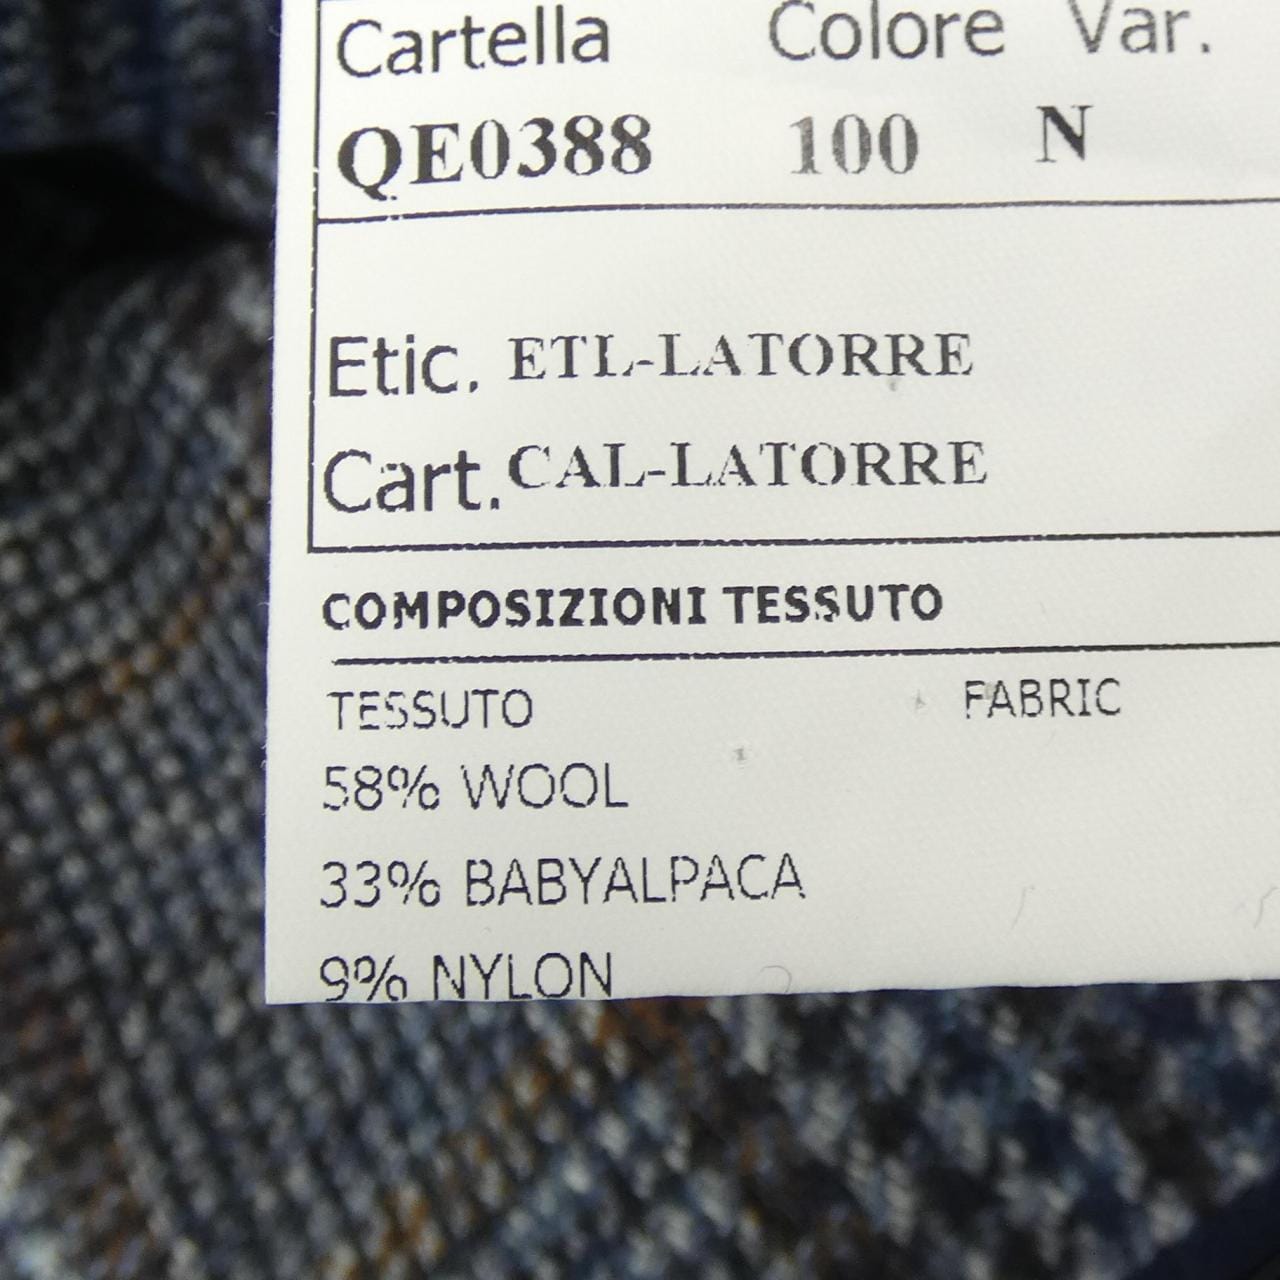 Cartella Colore Var.
QE0388 100 N
Etic. ETL-LATORRE
Cart. CAL-LATORRE
COMPOSIZIONI TESSUTO
TESSUTO FABRIC
58% WOOL
33% BABYALPACA
9% NYLON